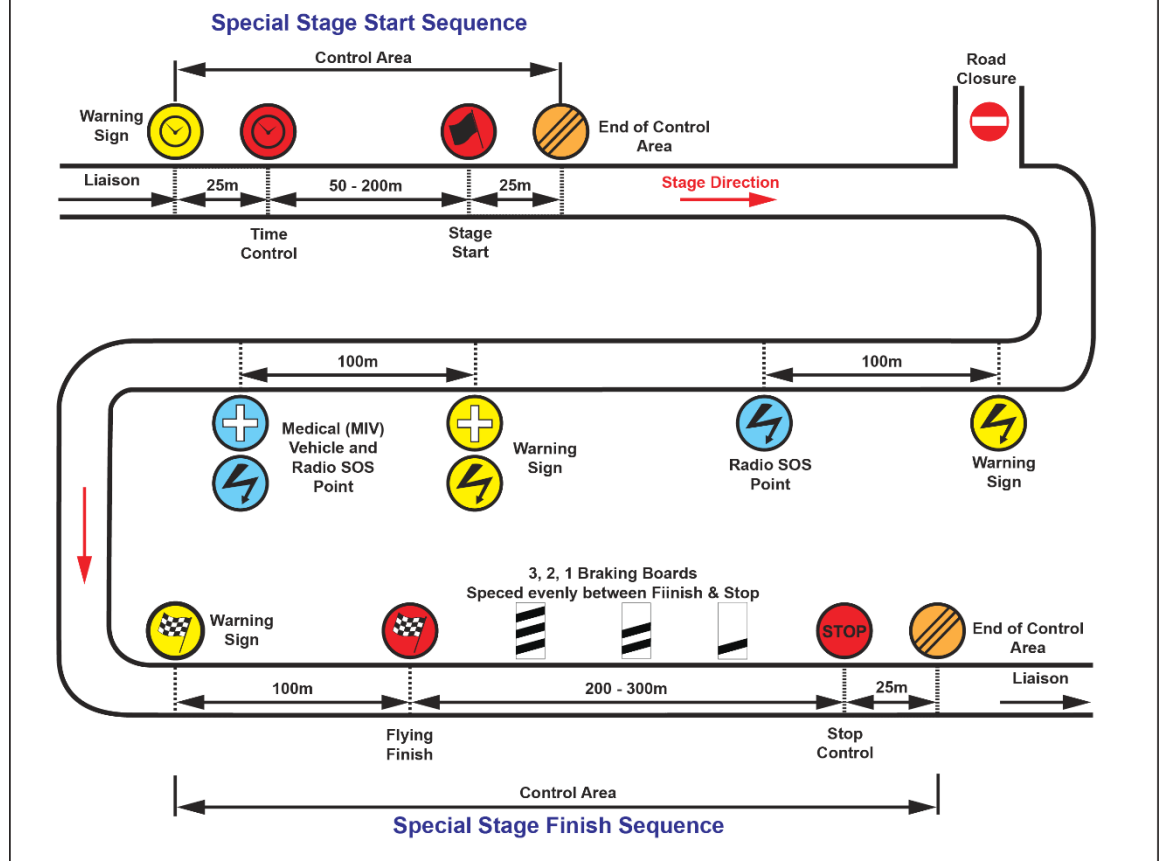 Special Stage Start Sequence
Control Area
Road
Closure
Warning
Sign
End of Control
Area
Liaison
25m
50 - 200m
25m
Stage Direction
Time
Control
Stage
Start
100m
100m
Medical (MIV)
Vehicle and
Radio SOS
Point
Warning
Sign
Radio SOS
Point
Warning
Sign
3, 2, 1 Braking Boards
Speced evenly between Fiinish & Stop
Warning
Sign
STOP
End of Control
Area
100m
200 - 300m
25m
Liaison
Flying
Finish
Stop
Control
Control Area
Special Stage Finish Sequence